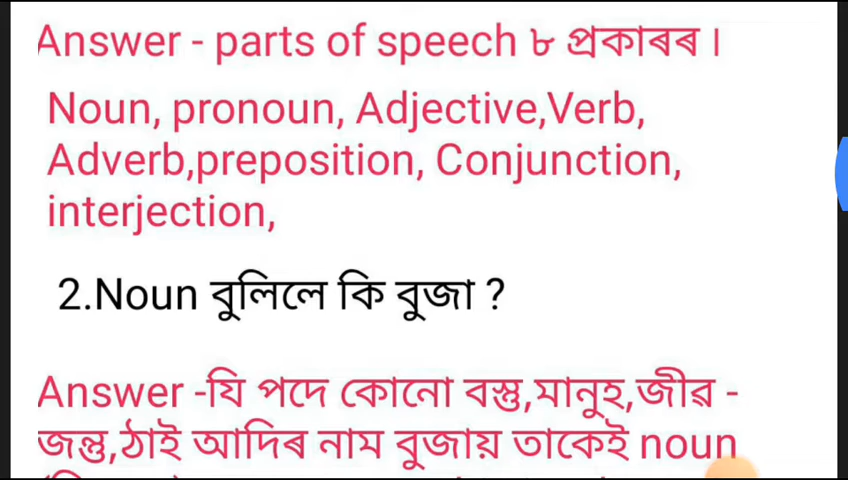 Answer - parts of speech ৮ প্ৰকাৰৰ ।
Noun, pronoun, Adjective,Verb,
Adverb,preposition, Conjunction,
interjection,
2.Noun বুলিলে কি বুজা ?
Answer -যি পদে কোনো বস্তু,মানুহ,জীৱ -
জন্তু,ঠাই আদিৰ নাম বুজায় তাকেই noun